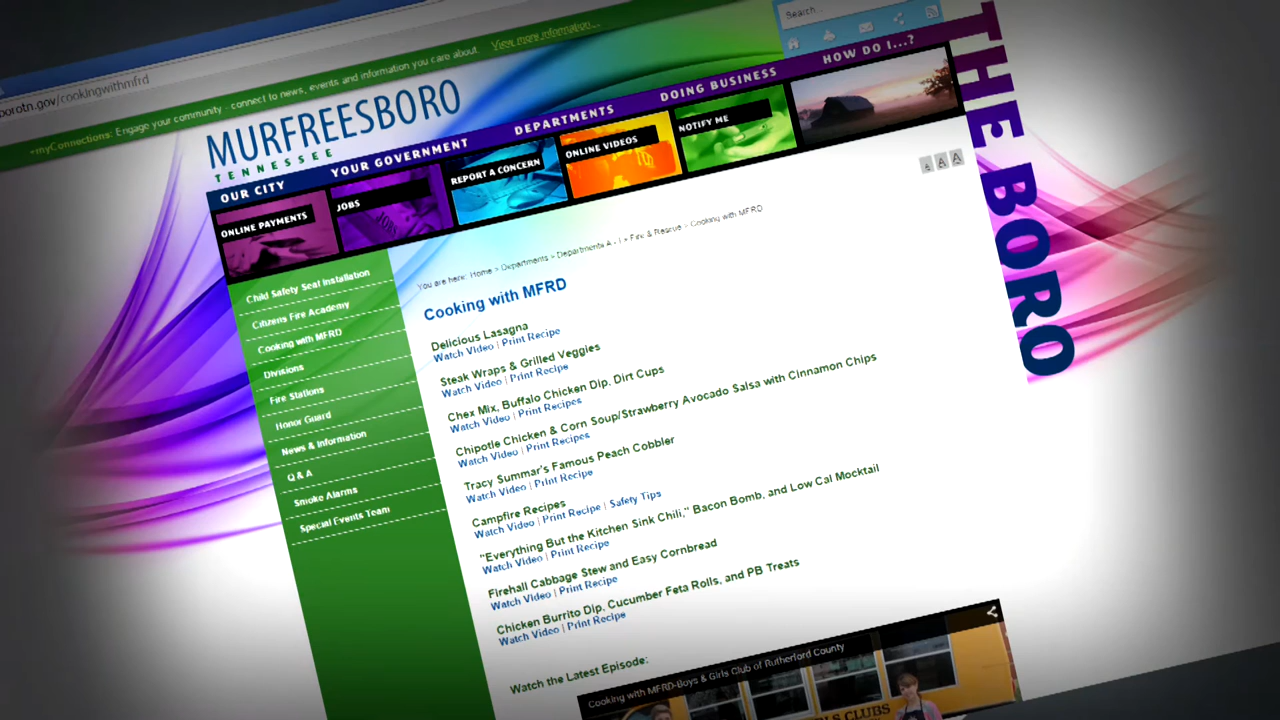 borotn.gov/cookingwithmfrd
myConnections: Engage your community - connect to news, events and information you care about. View more information...
Search...
MURFREESBORO
TENNESSEE
OUR CITY
YOUR GOVERNMENT
DEPARTMENTS
DOING BUSINESS
HOW DO I...?
THE BORO
ONLINE PAYMENTS
JOBS
REPORT A CONCERN
ONLINE VIDEOS
NOTIFY ME
A A A
You are here: Home > Departments > Departments A - I > Fire & Rescue > Cooking with MFRD
Child Safety Seat Installation
Citizens Fire Academy
Cooking with MFRD
Divisions
Fire Stations
Honor Guard
News & Information
Q & A
Smoke Alarms
Special Events Team
Cooking with MFRD
Delicious Lasagna
Watch Video | Print Recipe
Steak Wraps & Grilled Veggies
Watch Video | Print Recipe
Chex Mix, Buffalo Chicken Dip, Dirt Cups
Watch Video | Print Recipes
Chipotle Chicken & Corn Soup/Strawberry Avocado Salsa with Cinnamon Chips
Watch Video | Print Recipes
Tracy Summar's Famous Peach Cobbler
Watch Video | Print Recipe
Campfire Recipes
Watch Video | Print Recipe | Safety Tips
"Everything But the Kitchen Sink Chili," Bacon Bomb, and Low Cal Mocktail
Watch Video | Print Recipe
Firehall Cabbage Stew and Easy Cornbread
Watch Video | Print Recipe
Chicken Burrito Dip, Cucumber Feta Rolls, and PB Treats
Watch Video | Print Recipe
Watch the Latest Episode:
Cooking with MFRD-Boys & Girls Club of Rutherford County
LS CLUBS